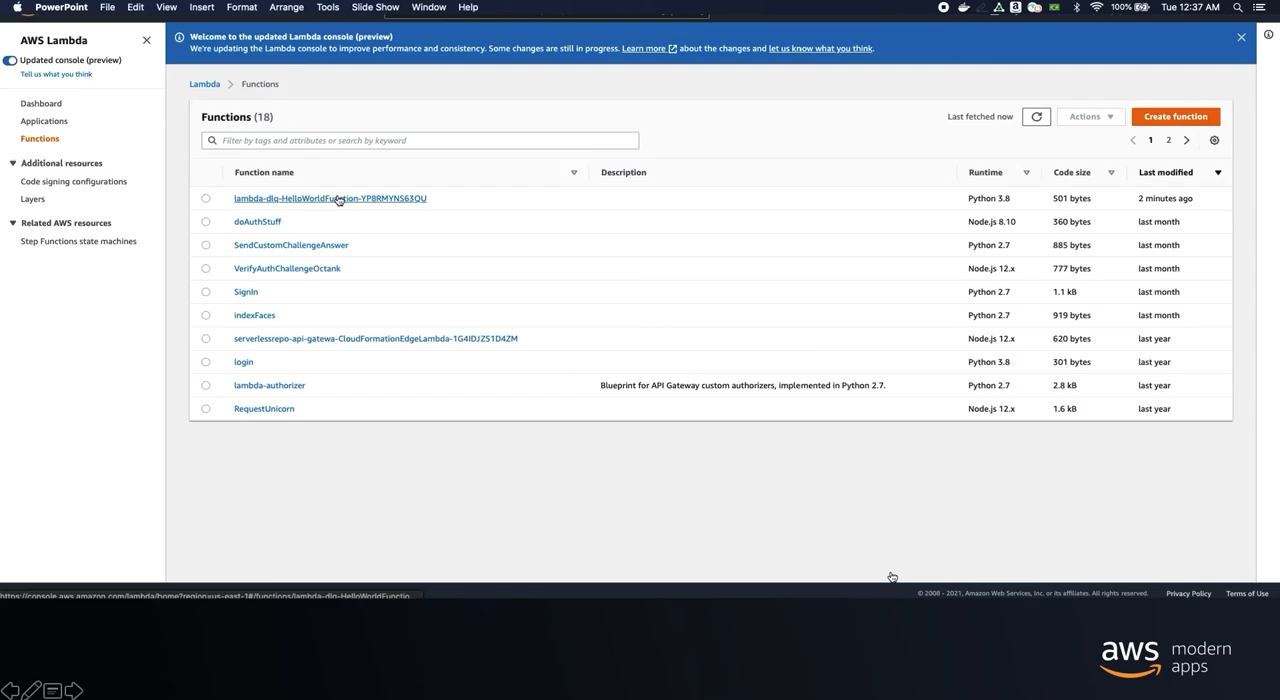 PowerPoint File Edit View Insert Format Arrange Tools Slide Show Window Help 100% Tue 12:37 AM
AWS Lambda
Updated console (preview)
Tell us what you think
Dashboard
Applications
Functions
Additional resources
Code signing configurations
Layers
Related AWS resources
Step Functions state machines
Welcome to the updated Lambda console (preview)
We're updating the Lambda console to improve performance and consistency. Some changes are still in progress. Learn more about the changes and let us know what you think.
Lambda Functions
Functions (18) Last fetched now Actions Create function
Filter by tags and attributes or search by keyword 1 2
Function name Description Runtime Code size Last modified
lambda-dlq-HelloWorldFunction-YP8RMYNS63QU Python 3.8 501 bytes 2 minutes ago
doAuthStuff Node.js 8.10 360 bytes last month
SendCustomChallengeAnswer Python 2.7 885 bytes last month
VerifyAuthChallengeOctank Node.js 12.x 777 bytes last month
SignIn Python 2.7 1.1 kB last month
indexFaces Python 2.7 919 bytes last month
serverlessrepo-api-gatewa-CloudFormationEdgeLambda-1G4IDJZS1D4ZM Node.js 12.x 620 bytes last year
login Python 3.8 301 bytes last year
lambda-authorizer Blueprint for API Gateway custom authorizers, implemented in Python 2.7. Python 2.7 2.8 kB last year
RequestUnicorn Node.js 12.x 1.6 kB last year
https://console.aws.amazon.com/lambda/home?region=us-east-1#/functions/lambda-dlq-HelloWorldFunctio...
© 2008 - 2021, Amazon Web Services, Inc. or its affiliates. All rights reserved. Privacy Policy Terms of Use
aws modern
apps